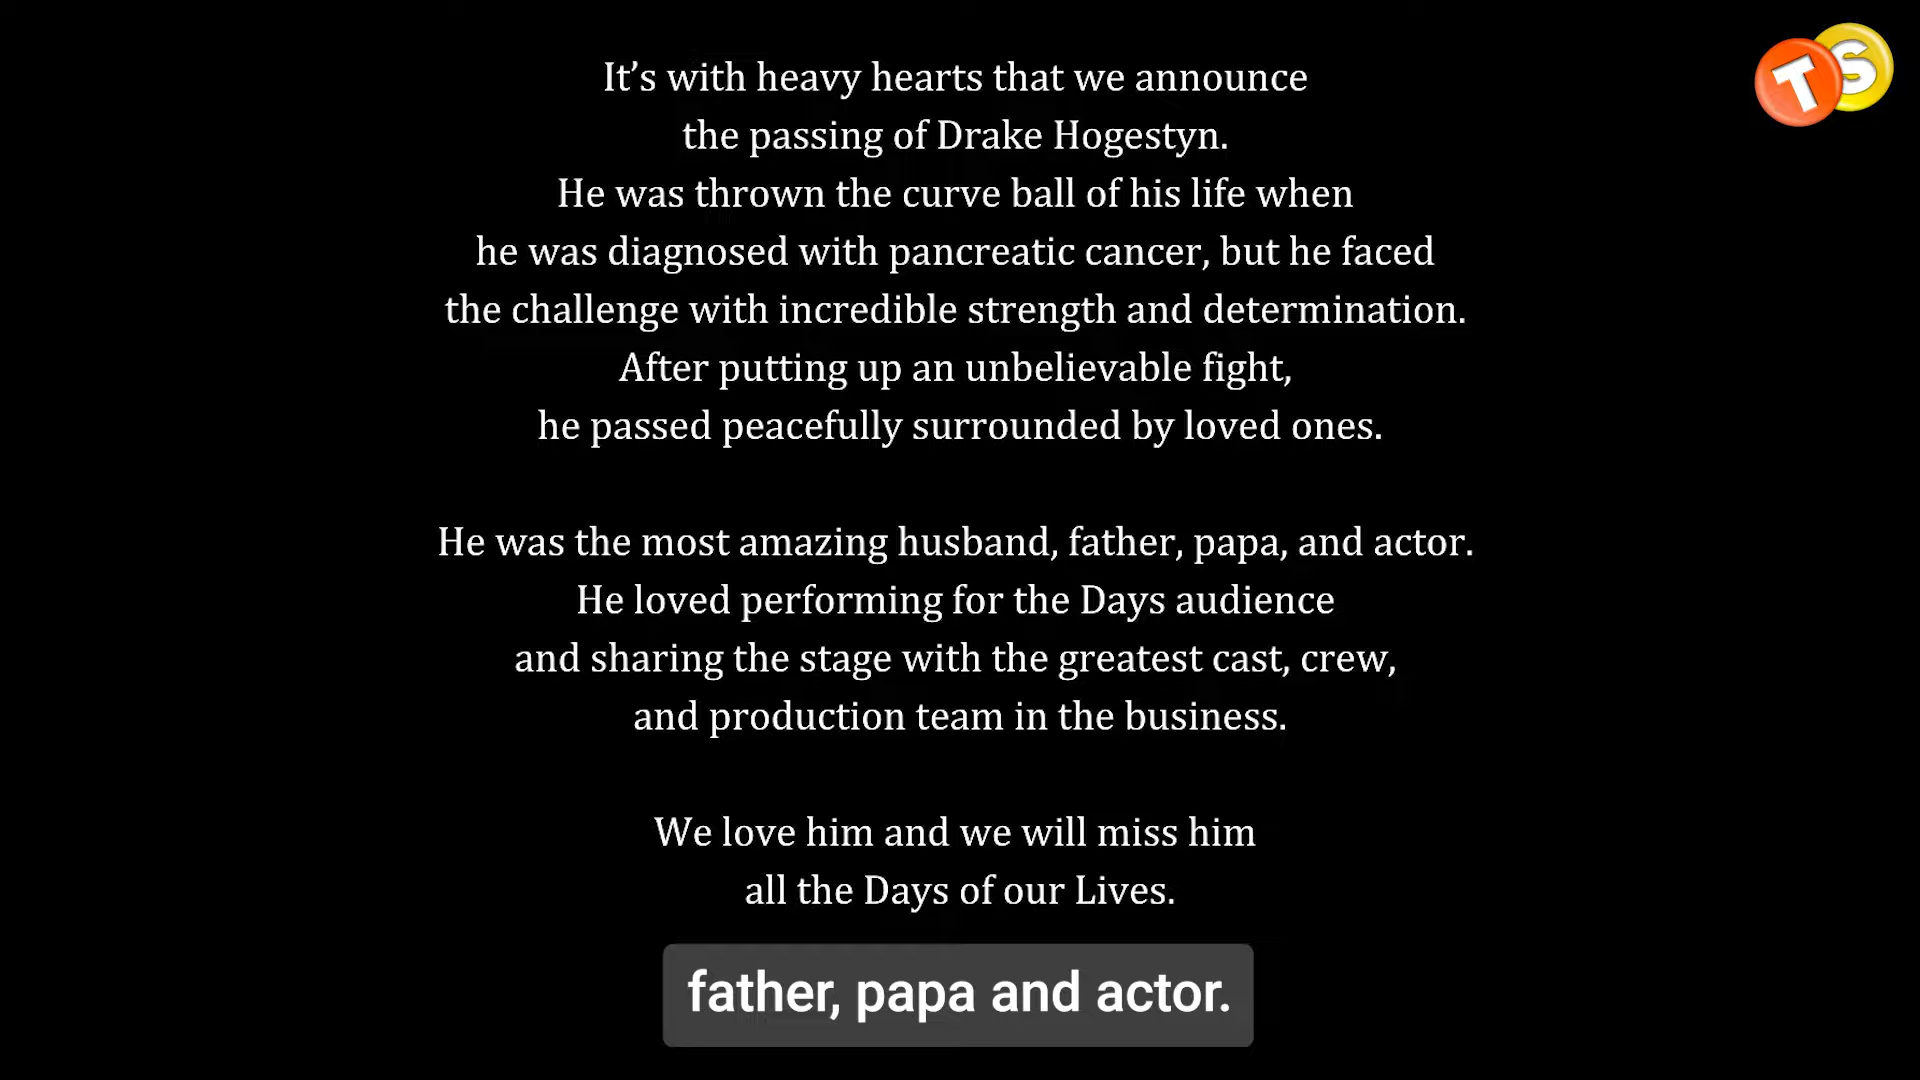 It’s with heavy hearts that we announce
the passing of Drake Hogestyn.
He was thrown the curve ball of his life when
he was diagnosed with pancreatic cancer, but he faced
the challenge with incredible strength and determination.
After putting up an unbelievable fight,
he passed peacefully surrounded by loved ones.
He was the most amazing husband, father, papa, and actor.
He loved performing for the Days audience
and sharing the stage with the greatest cast, crew,
and production team in the business.
We love him and we will miss him
all the Days of our Lives.
father, papa and actor.
TS